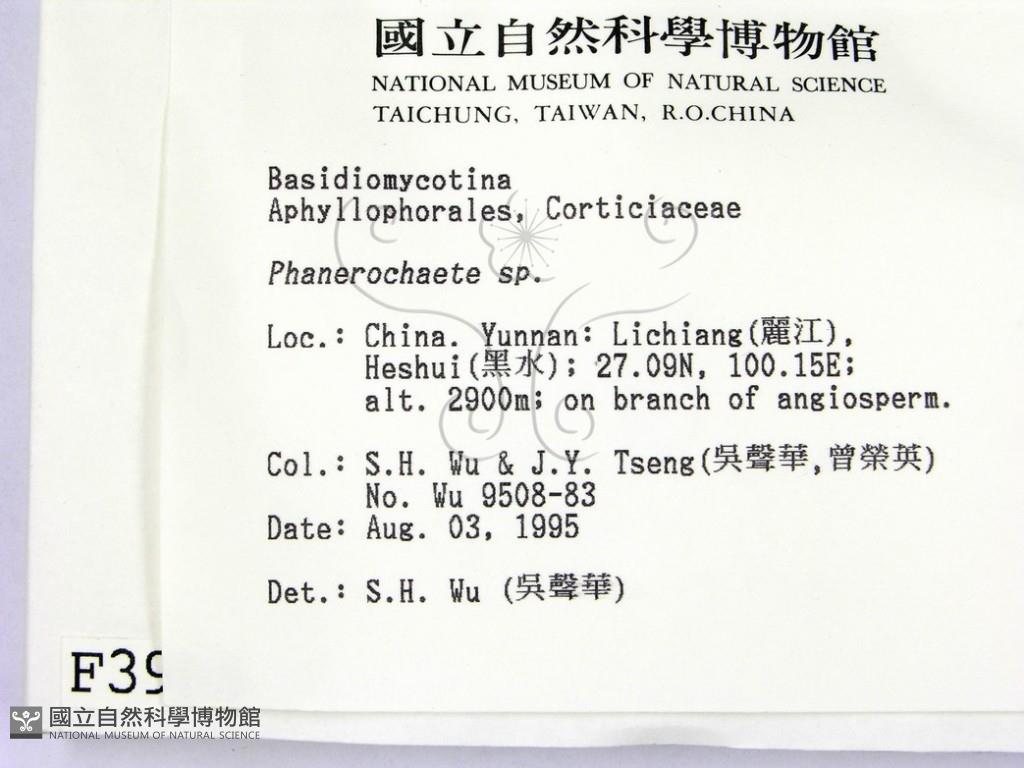 國立自然科學博物館
NATIONAL MUSEUM OF NATURAL SCIENCE
TAICHUNG, TAIWAN, R.O.CHINA
Basidiomycotina
Aphyllophorales, Corticiaceae
Phanerochaete sp.
Loc.: China. Yunnan: Lichiang(麗江),
Heshui(黑水); 27.09N, 100.15E;
alt. 2900m; on branch of angiosperm.
Col.: S.H. Wu & J.Y. Tseng(吳聲華,曾榮英)
No. Wu 9508-83
Date: Aug. 03, 1995
Det.: S.H. Wu (吳聲華)
F39
國立自然科學博物館
NATIONAL MUSEUM OF NATURAL SCIENCE